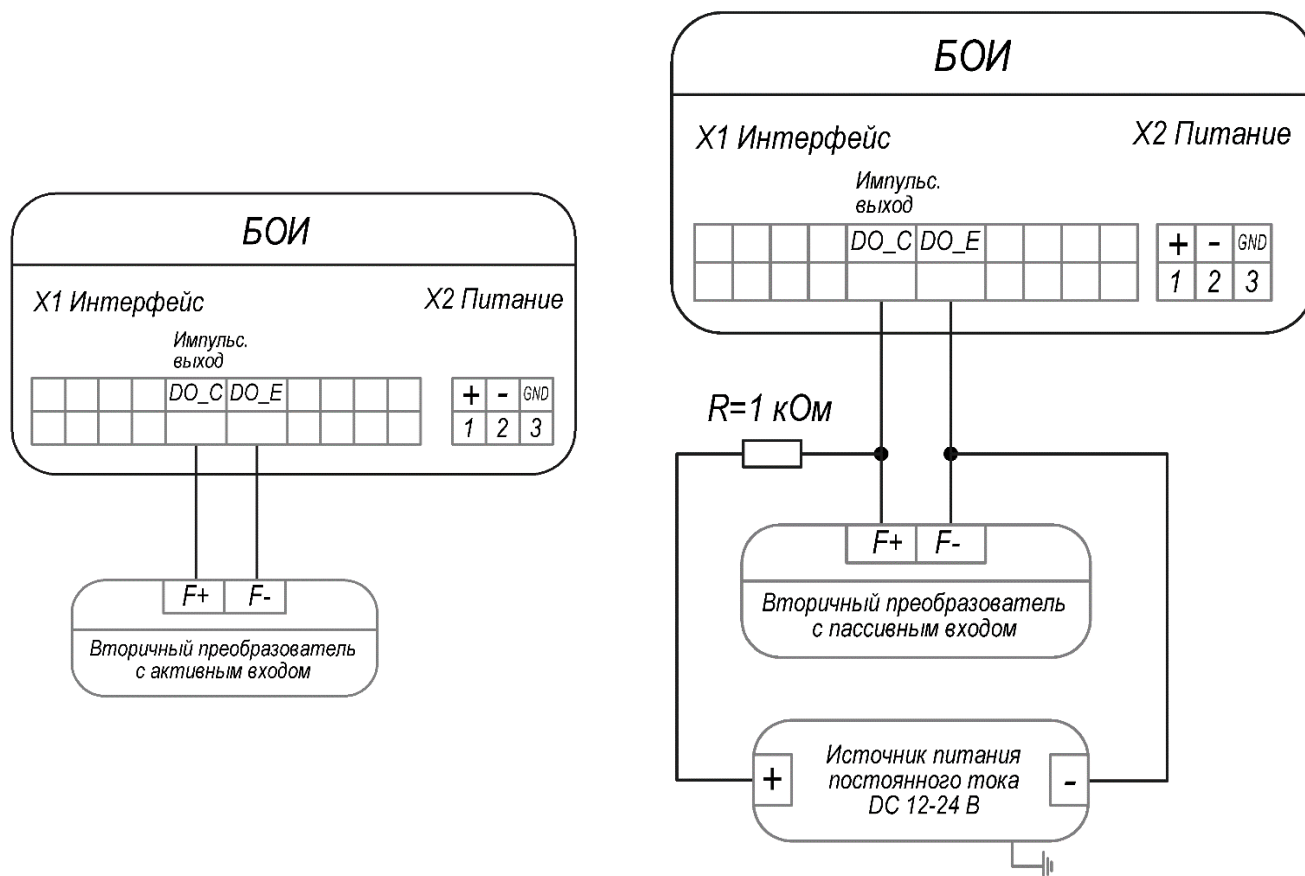 БОИ
X1 Интерфейс
X2 Питание
Импульс.
выход
DO_C DO_E
+ - GND
1 2 3
F+ F-
Вторичный преобразователь
с активным входом
БОИ
X1 Интерфейс
X2 Питание
Импульс.
выход
DO_C DO_E
+ - GND
1 2 3
R=1 кОм
F+ F-
Вторичный преобразователь
с пассивным входом
Источник питания
+ постоянного тока -
DC 12-24 В